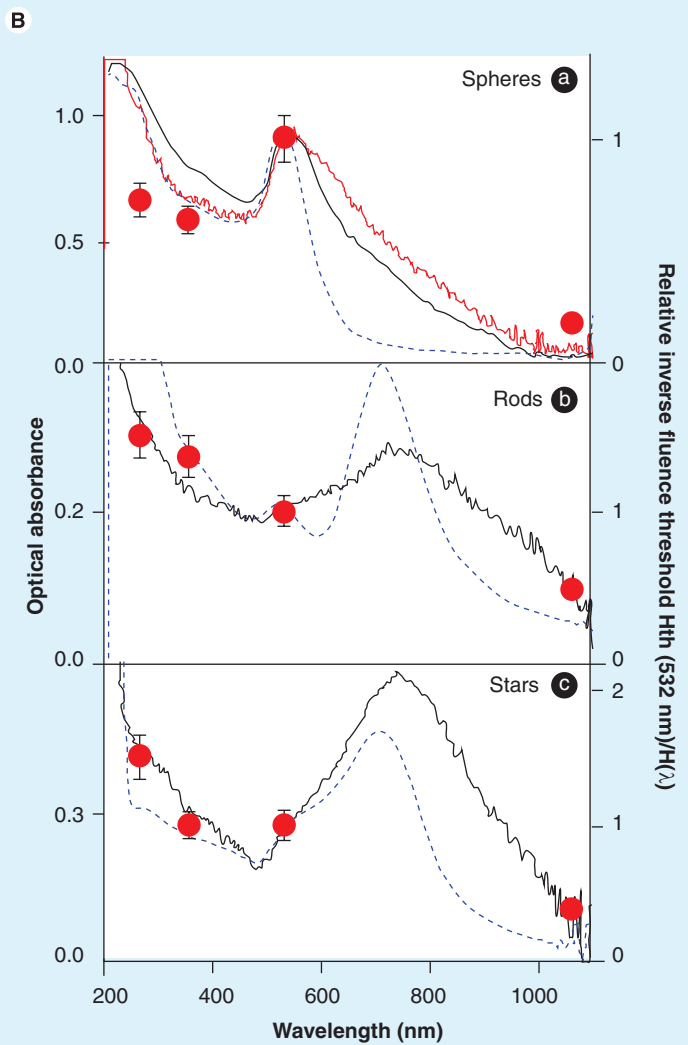 B
Spheres a
1.0
0.5
0.0
1
0
Rods b
0.2
0.0
1
0
Stars c
0.3
0.0
2
1
0
Optical absorbance
Relative inverse fluence threshold Hth (532 nm)/H(λ)
200 400 600 800 1000
Wavelength (nm)